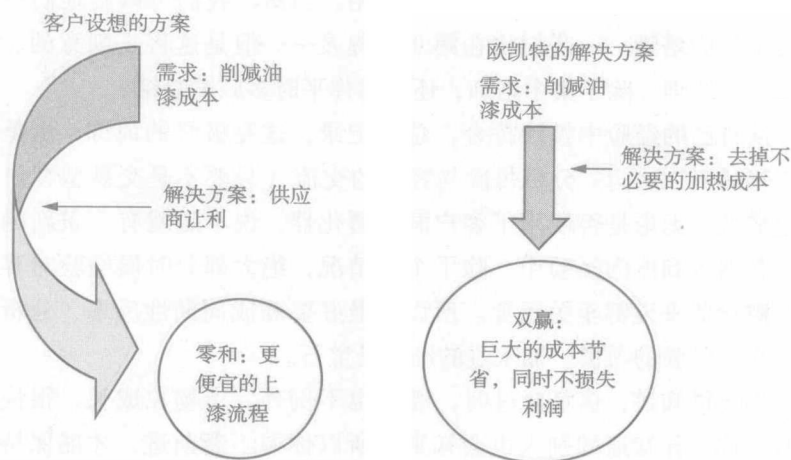 客户设想的方案
需求：削减油
漆成本
解决方案：供应
商让利
零和：更
便宜的上
漆流程
欧凯特的解决方案
需求：削减油
漆成本
解决方案：去掉不
必要的加热成本
双赢：
巨大的成本节
省，同时不损失
利润